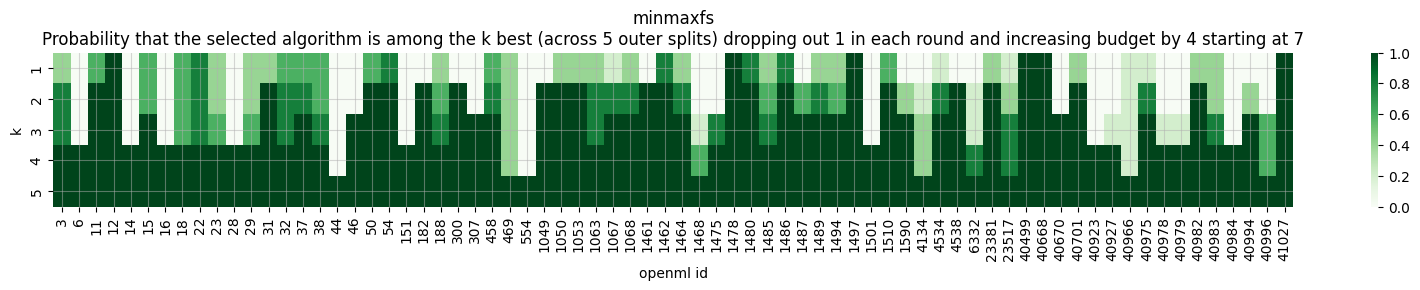 minmaxfs
Probability that the selected algorithm is among the k best (across 5 outer splits) dropping out 1 in each round and increasing budget by 4 starting at 7
k
1
2
3
4
5
3 6 11 12 14 15 16 18 22 23 28 29 31 32 37 38 44 46 50 54 151 182 188 300 307 458 469 554 1049 1050 1053 1063 1067 1068 1461 1462 1464 1468 1475 1478 1480 1485 1486 1487 1489 1494 1497 1501 1510 1590 4134 4534 4538 6332 23381 23517 40499 40668 40670 40701 40923 40927 40966 40975 40978 40979 40982 40983 40984 40994 40996 41027
openml id
1.0
0.8
0.6
0.4
0.2
0.0